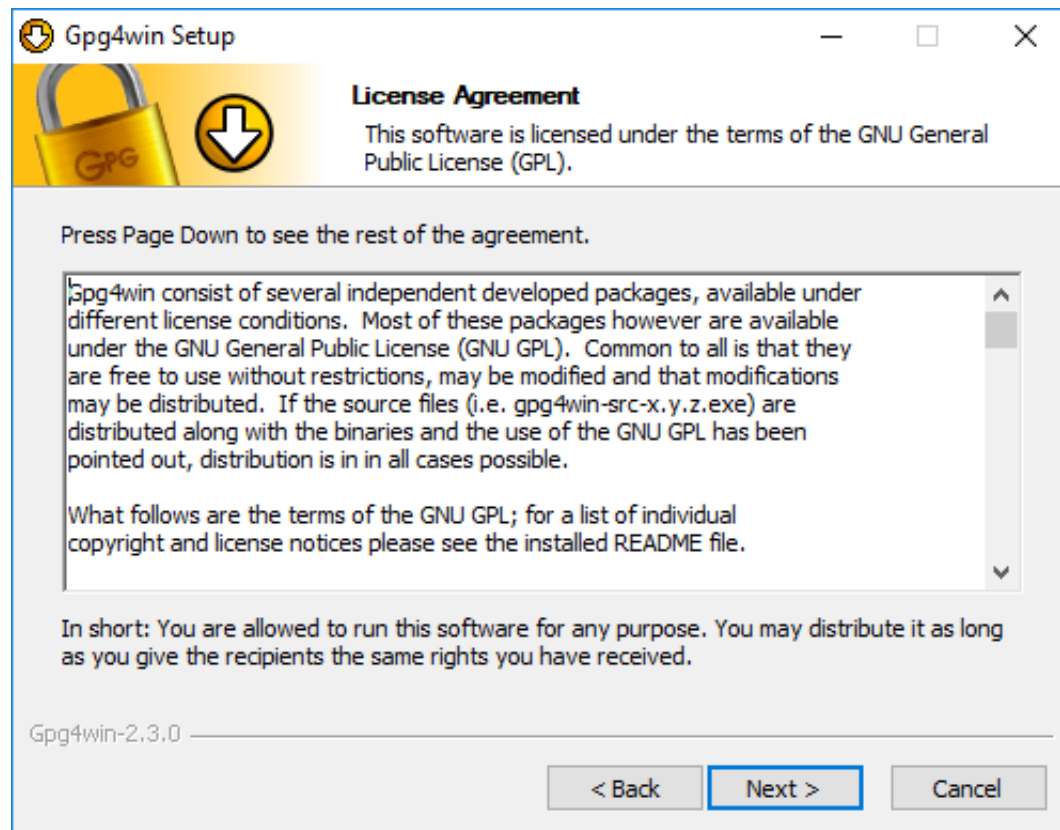 Gpg4win Setup
GPG
License Agreement
This software is licensed under the terms of the GNU General
Public License (GPL).
Press Page Down to see the rest of the agreement.
Gpg4win consist of several independent developed packages, available under
different license conditions.  Most of these packages however are available
under the GNU General Public License (GNU GPL).  Common to all is that they
are free to use without restrictions, may be modified and that modifications
may be distributed.  If the source files (i.e. gpg4win-src-x.y.z.exe) are
distributed along with the binaries and the use of the GNU GPL has been
pointed out, distribution is in in all cases possible.
What follows are the terms of the GNU GPL; for a list of individual
copyright and license notices please see the installed README file.
In short: You are allowed to run this software for any purpose. You may distribute it as long
as you give the recipients the same rights you have received.
Gpg4win-2.3.0
< Back
Next >
Cancel